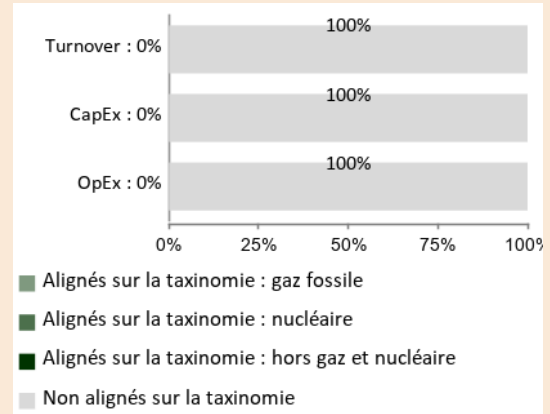 100%
Turnover : 0%
100%
CapEx : 0%
100%
OpEx : 0%
0% 25% 50% 75% 100%
Alignés sur la taxinomie : gaz fossile
Alignés sur la taxinomie : nucléaire
Alignés sur la taxinomie : hors gaz et nucléaire
Non alignés sur la taxinomie